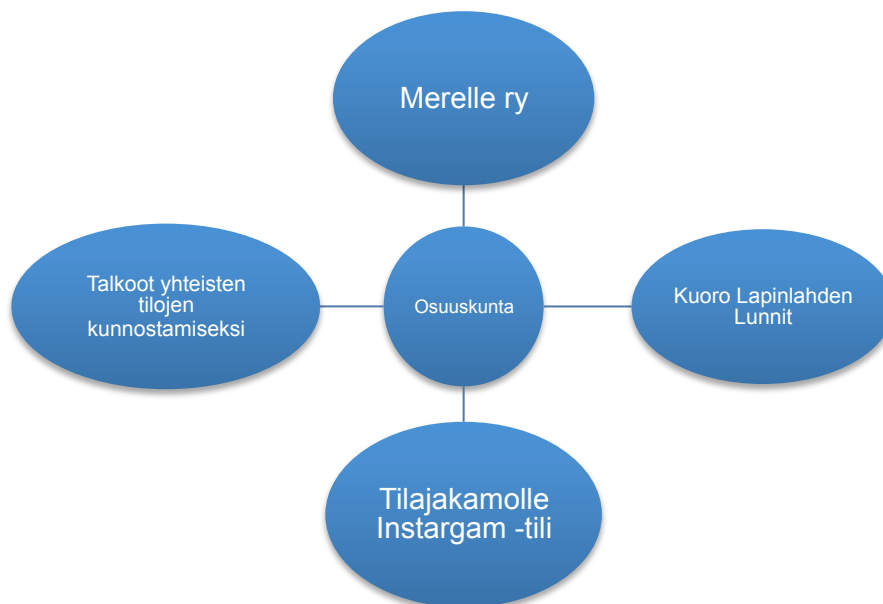 Merelle ry
Talkoot yhteisten
tilojen
kunnostamiseksi
Osuuskunta
Kuoro Lapinlahden
Lunnit
Tilajakamolle
Instargam -tili